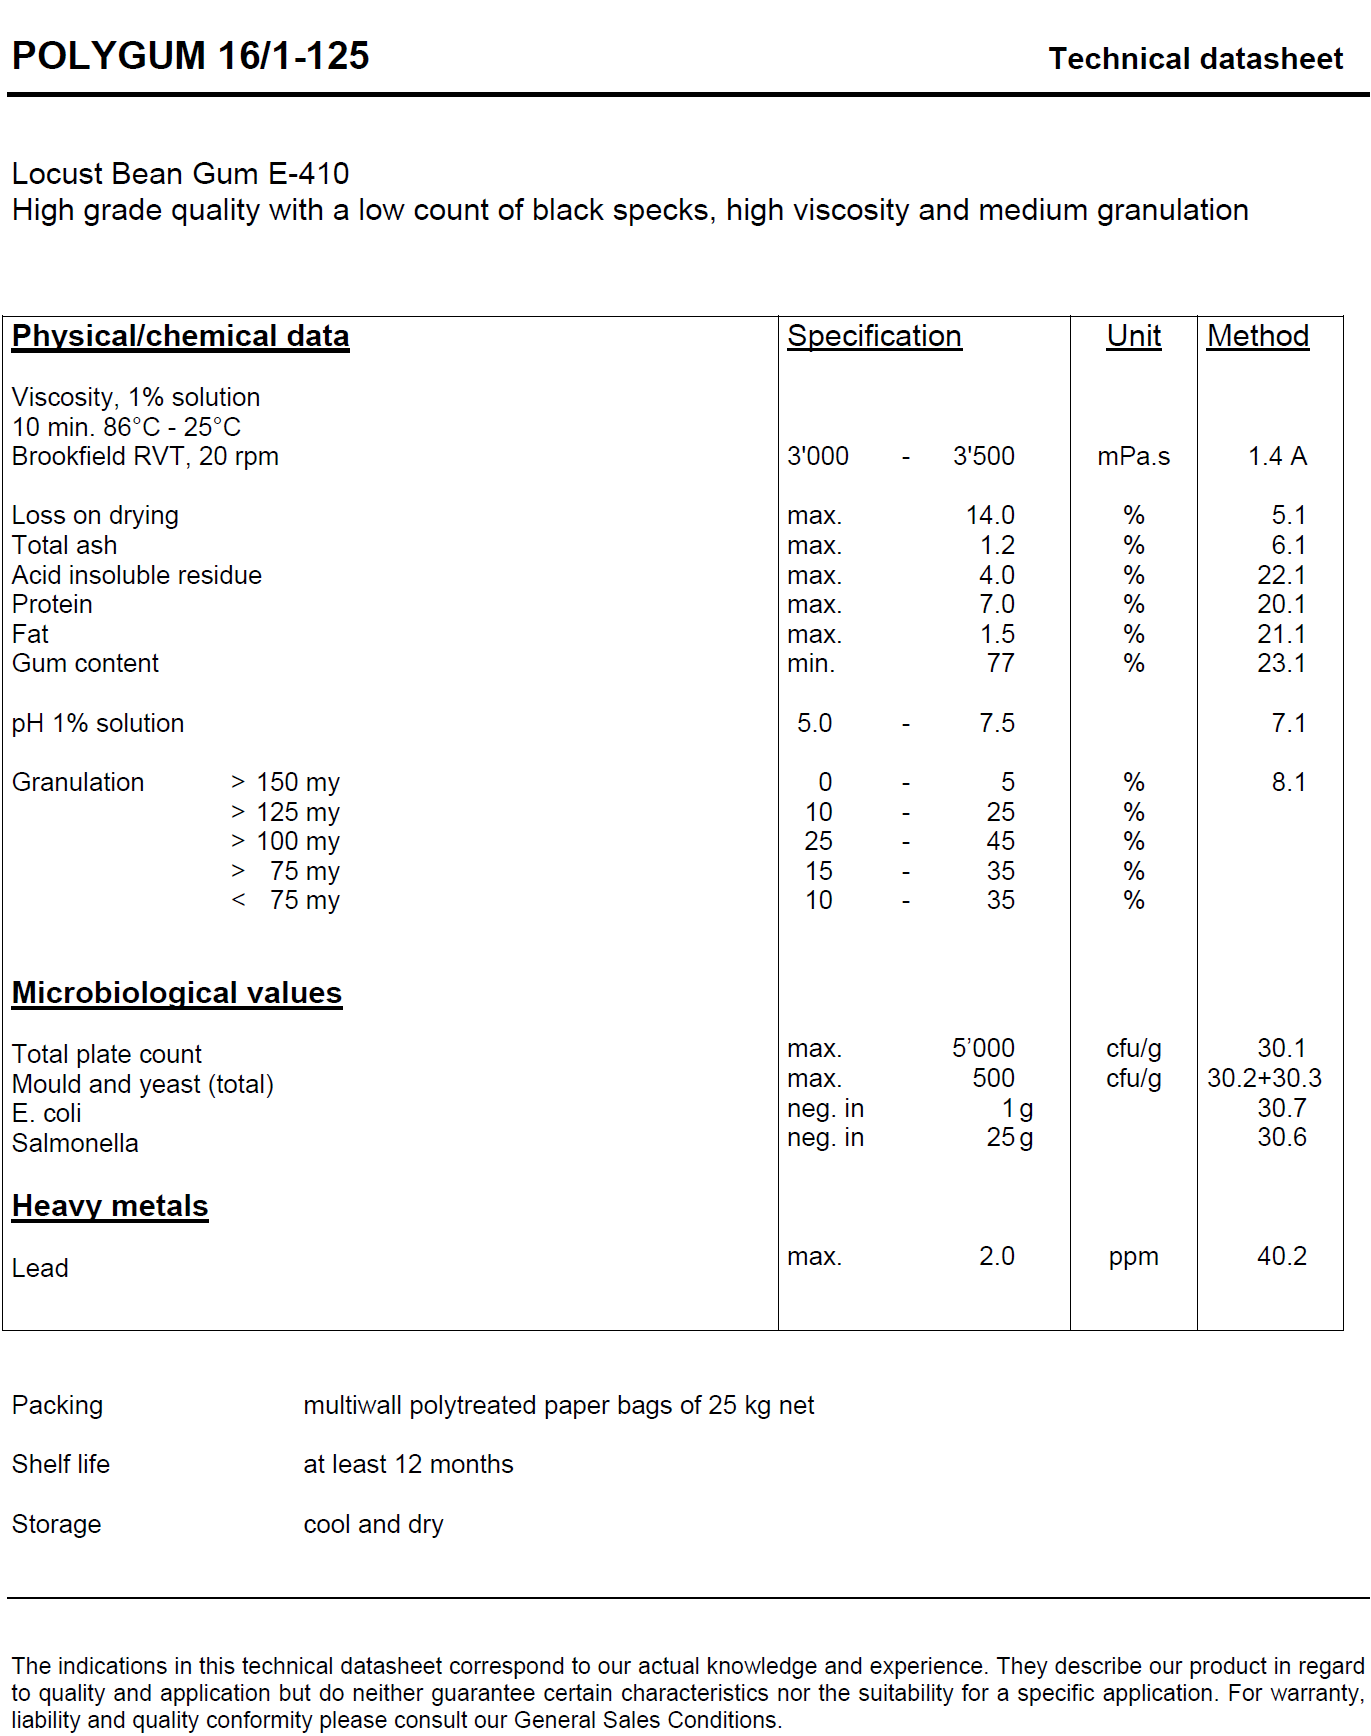 POLYGUM 16/1-125 Technical datasheet
Locust Bean Gum E-410
High grade quality with a low count of black specks, high viscosity and medium granulation
Physical/chemical data Specification Unit Method
Viscosity, 1% solution
10 min. 86°C - 25°C
Brookfield RVT, 20 rpm 3'000 - 3'500 mPa.s 1.4 A
Loss on drying max. 14.0 % 5.1
Total ash max. 1.2 % 6.1
Acid insoluble residue max. 4.0 % 22.1
Protein max. 7.0 % 20.1
Fat max. 1.5 % 21.1
Gum content min. 77 % 23.1
pH 1% solution 5.0 - 7.5 7.1
Granulation > 150 my 0 - 5 % 8.1
> 125 my 10 - 25 %
> 100 my 25 - 45 %
> 75 my 15 - 35 %
< 75 my 10 - 35 %
Microbiological values
Total plate count max. 5’000 cfu/g 30.1
Mould and yeast (total) max. 500 cfu/g 30.2+30.3
E. coli neg. in 1 g 30.7
Salmonella neg. in 25 g 30.6
Heavy metals
Lead max. 2.0 ppm 40.2
Packing multiwall polytreated paper bags of 25 kg net
Shelf life at least 12 months
Storage cool and dry
The indications in this technical datasheet correspond to our actual knowledge and experience. They describe our product in regard
to quality and application but do neither guarantee certain characteristics nor the suitability for a specific application. For warranty,
liability and quality conformity please consult our General Sales Conditions.